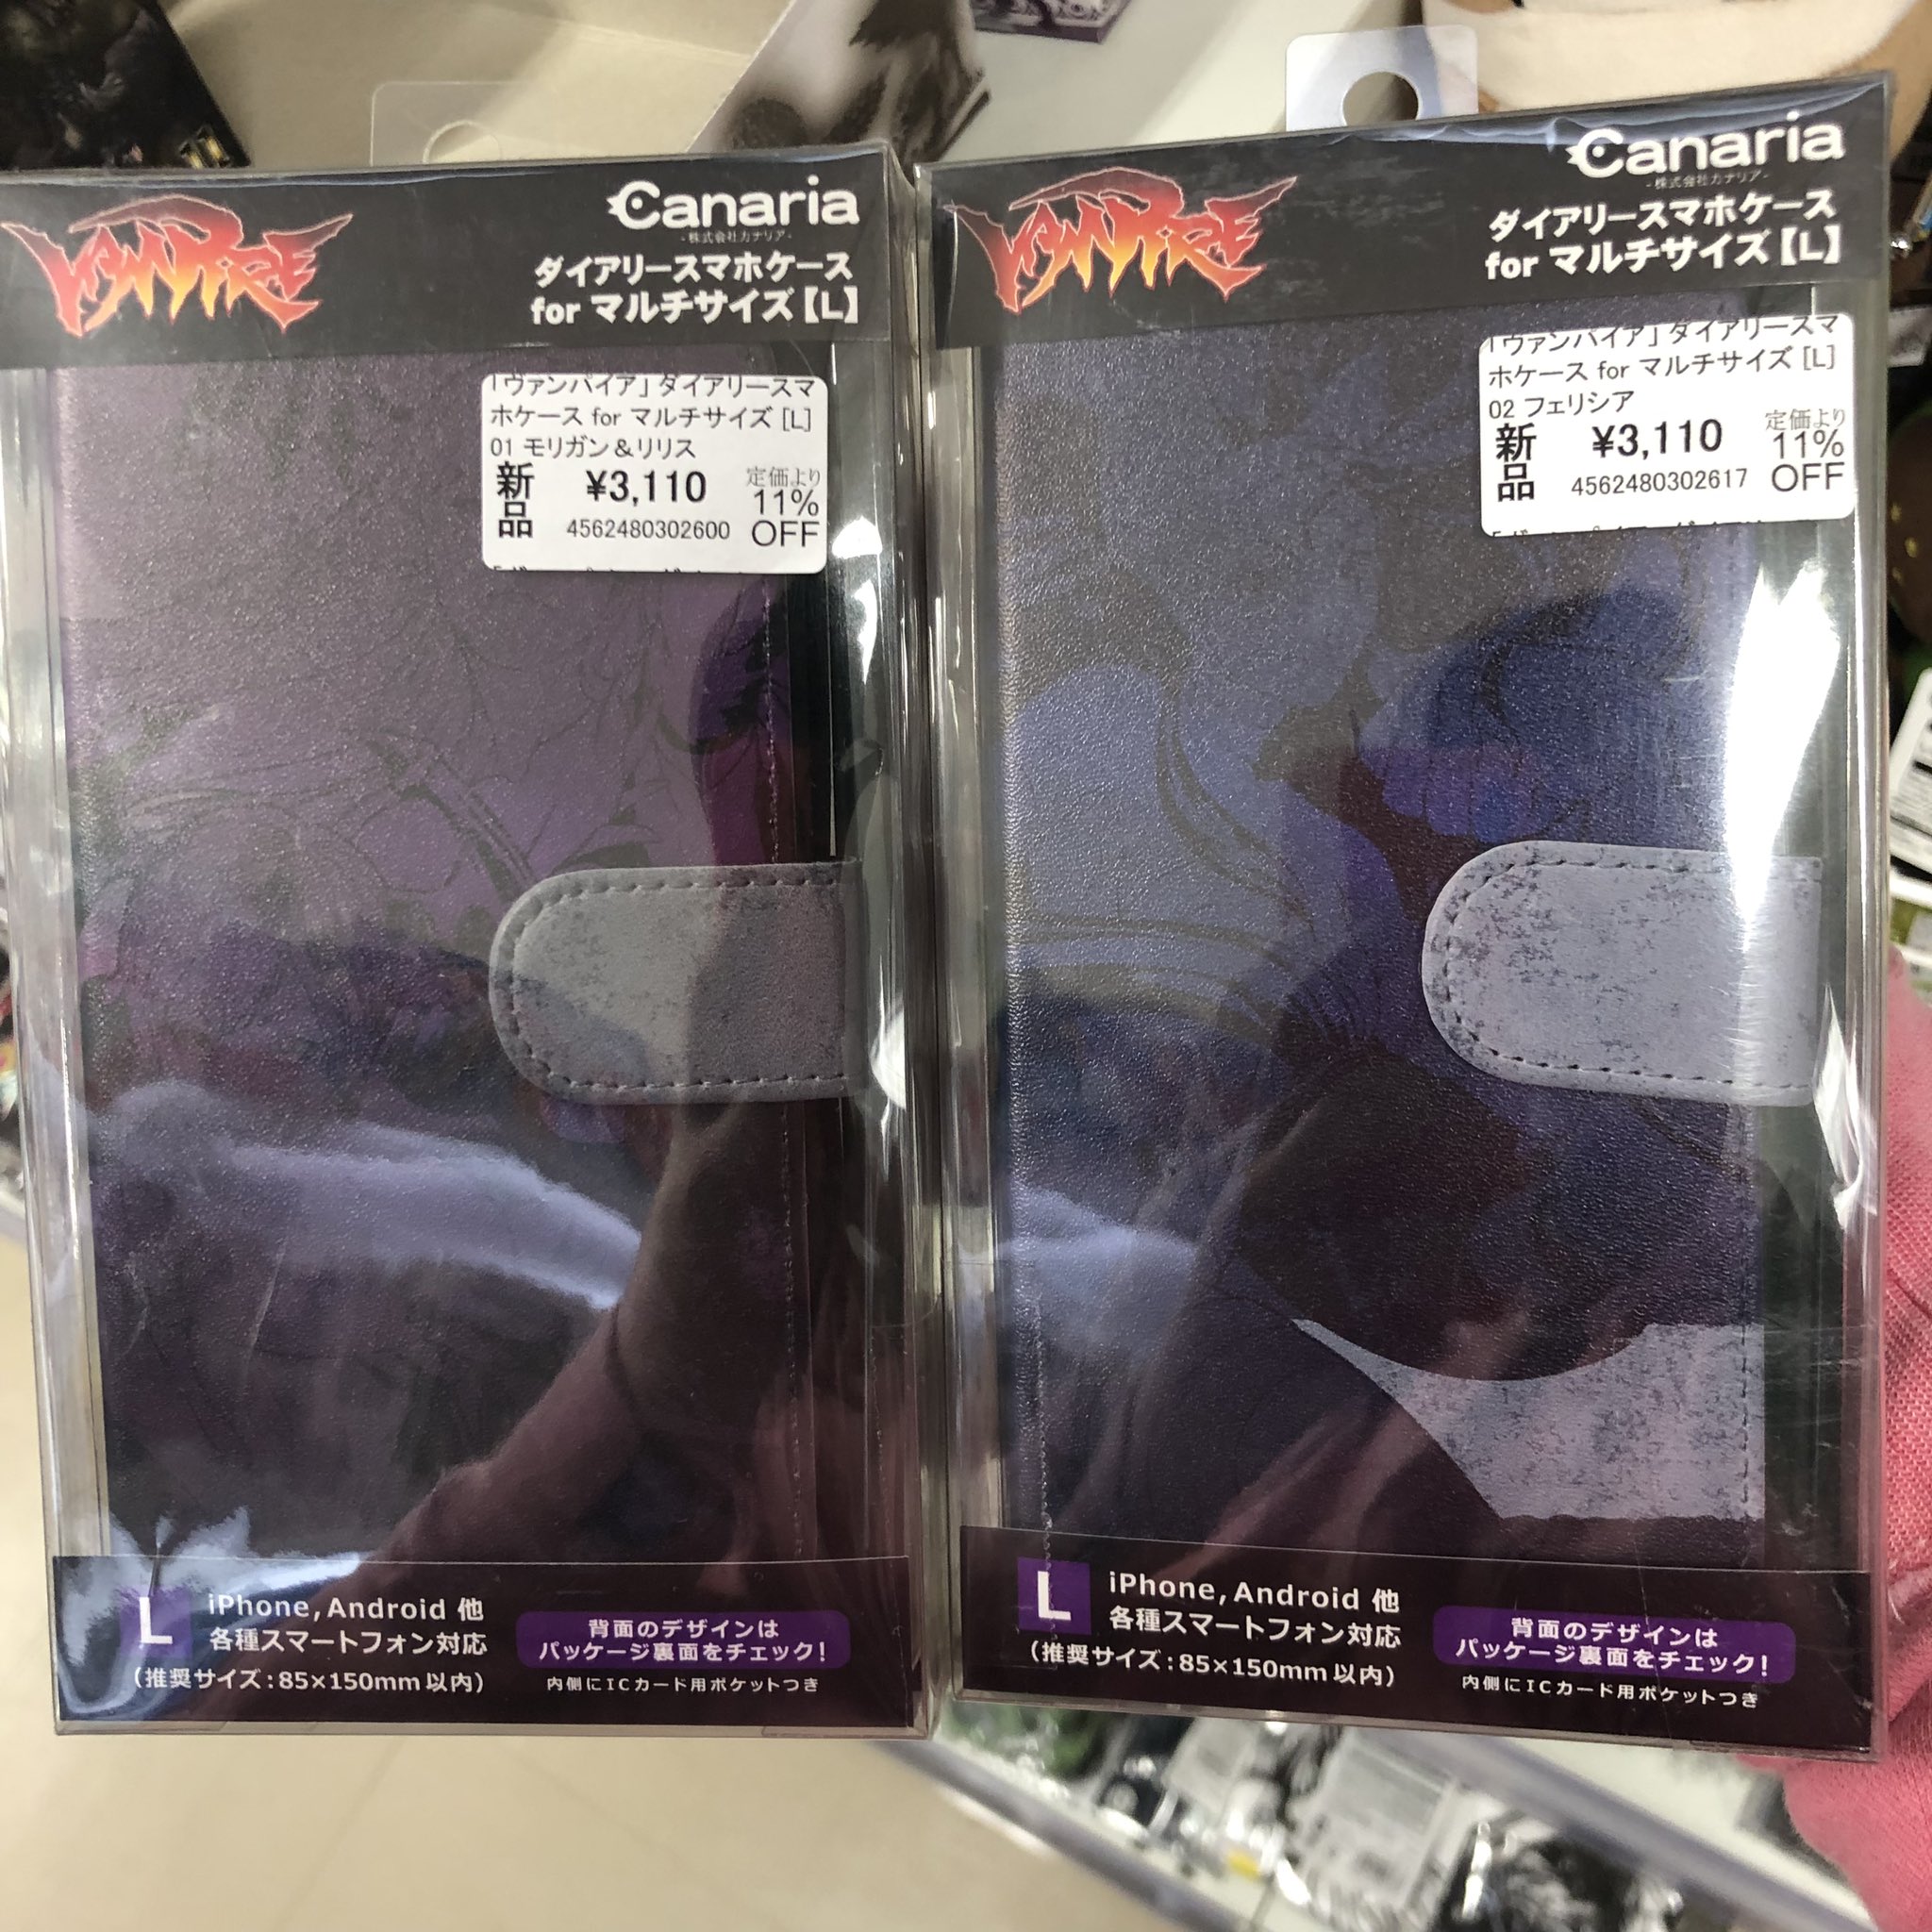 VAMPIRE
Canaria
-株式会社カナリア-
ダイアリースマホケース
for マルチサイズ【L】
「ヴァンパイア」ダイアリースマ
ホケース for マルチサイズ [L]
01 モリガン＆リリス
新品
¥3,110
4562480302600
定価より
11%
OFF
L
iPhone,Android 他
各種スマートフォン対応
(推奨サイズ:85×150mm以内)
背面のデザインは
パッケージ裏面をチェック!
内側にICカード用ポケットつき
VAMPIRE
Canaria
-株式会社カナリア-
ダイアリースマホケース
for マルチサイズ【L】
「ヴァンパイア」ダイアリースマ
ホケース for マルチサイズ [L]
02 フェリシア
新品
¥3,110
4562480302617
定価より
11%
OFF
L
iPhone,Android 他
各種スマートフォン対応
(推奨サイズ:85×150mm以内)
背面のデザインは
パッケージ裏面をチェック!
内側にICカード用ポケットつき